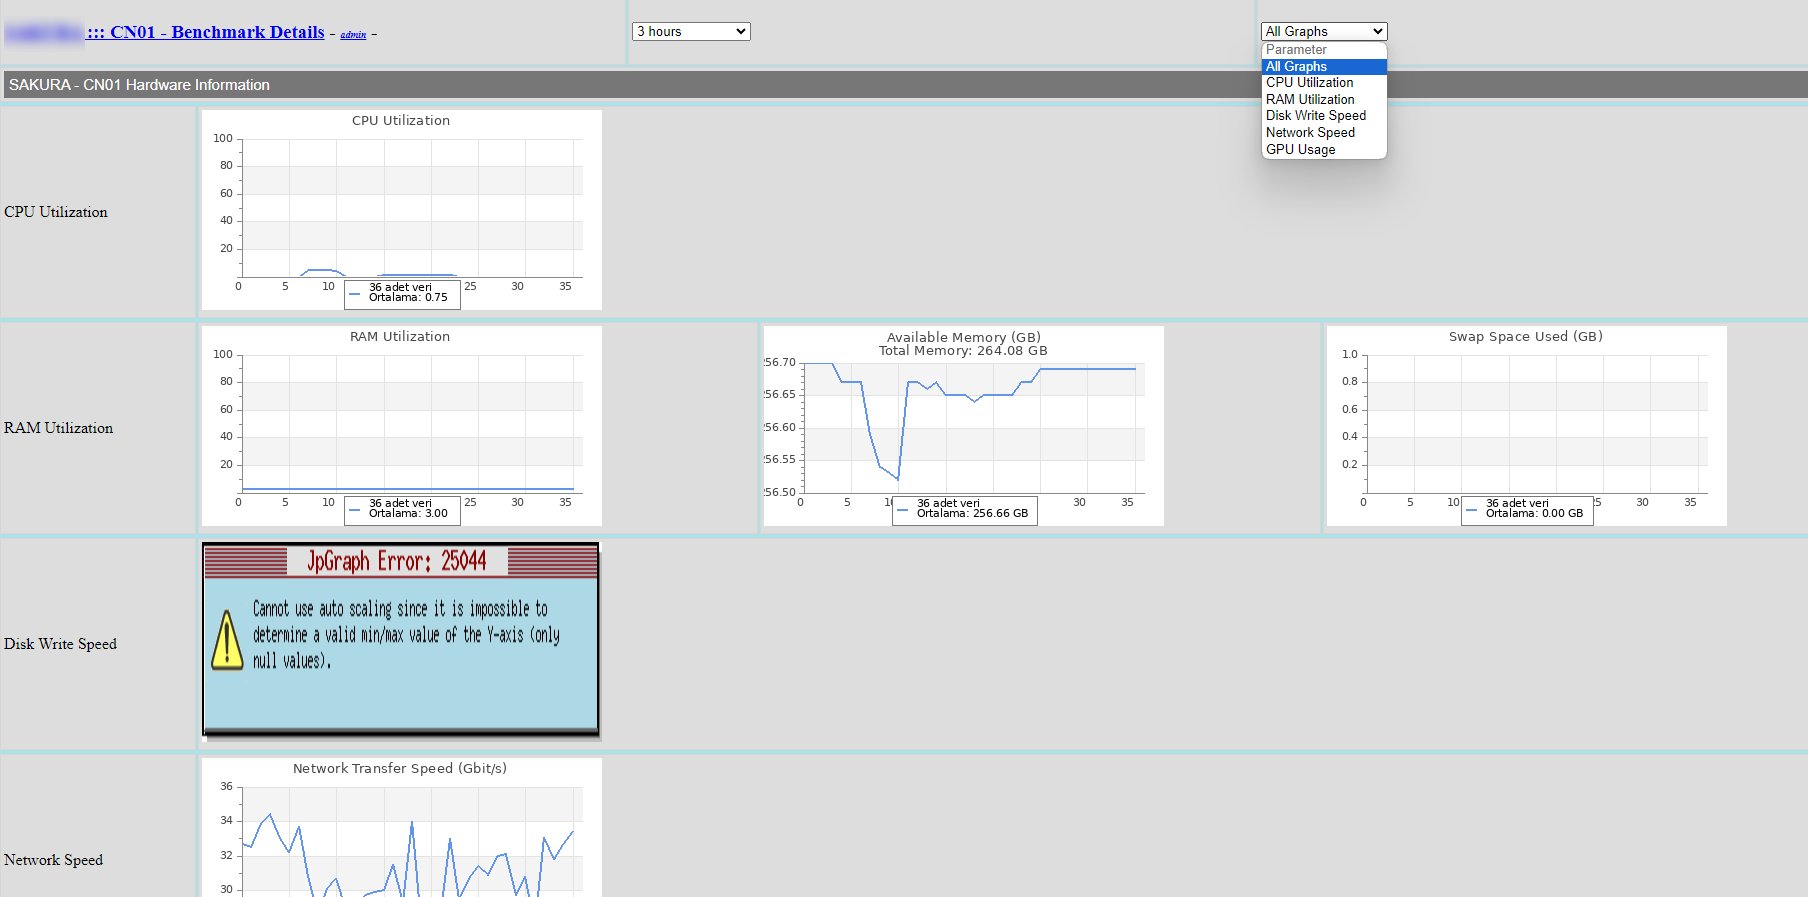 ::: CN01 - Benchmark Details - admin -
3 hours
All Graphs
Parameter
All Graphs
CPU Utilization
RAM Utilization
Disk Write Speed
Network Speed
GPU Usage
SAKURA - CN01 Hardware Information
CPU Utilization
CPU Utilization
100
80
60
40
20
0 5 10 25 30 35
36 adet veri
Ortalama: 0.75
RAM Utilization
RAM Utilization
100
80
60
40
20
0 5 10 25 30 35
36 adet veri
Ortalama: 3.00
Available Memory (GB)
Total Memory: 264.08 GB
256.70
256.65
256.60
256.55
256.50
0 5 30 35
36 adet veri
Ortalama: 256.66 GB
Swap Space Used (GB)
1.0
0.8
0.6
0.4
0.2
0 5 10 25 30 35
36 adet veri
Ortalama: 0.00 GB
Disk Write Speed
JpGraph Error: 25044
Cannot use auto scaling since it is impossible to
determine a valid min/max value of the Y-axis (only
null values).
Network Speed
Network Transfer Speed (Gbit/s)
36
34
32
30